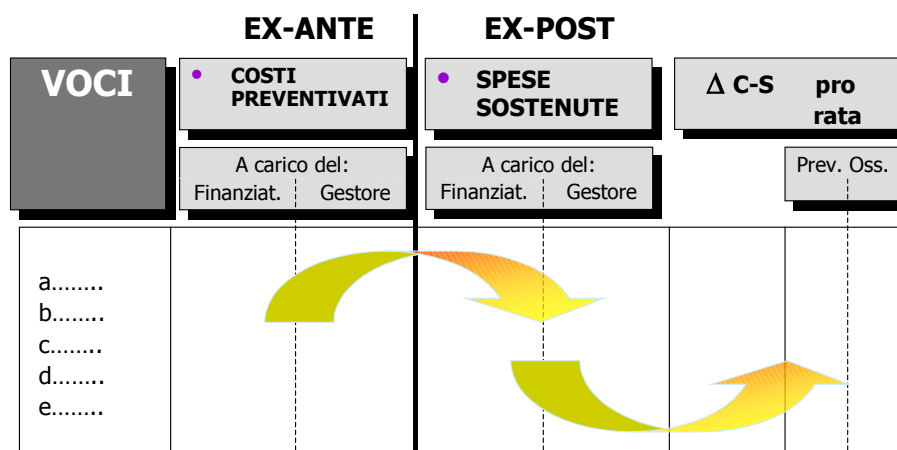 EX-ANTE EX-POST
VOCI
• COSTI PREVENTIVATI
• SPESE SOSTENUTE
Δ C-S pro rata
A carico del:
Finanziat. Gestore
A carico del:
Finanziat. Gestore
Prev. Oss.
a........
b........
c........
d........
e........